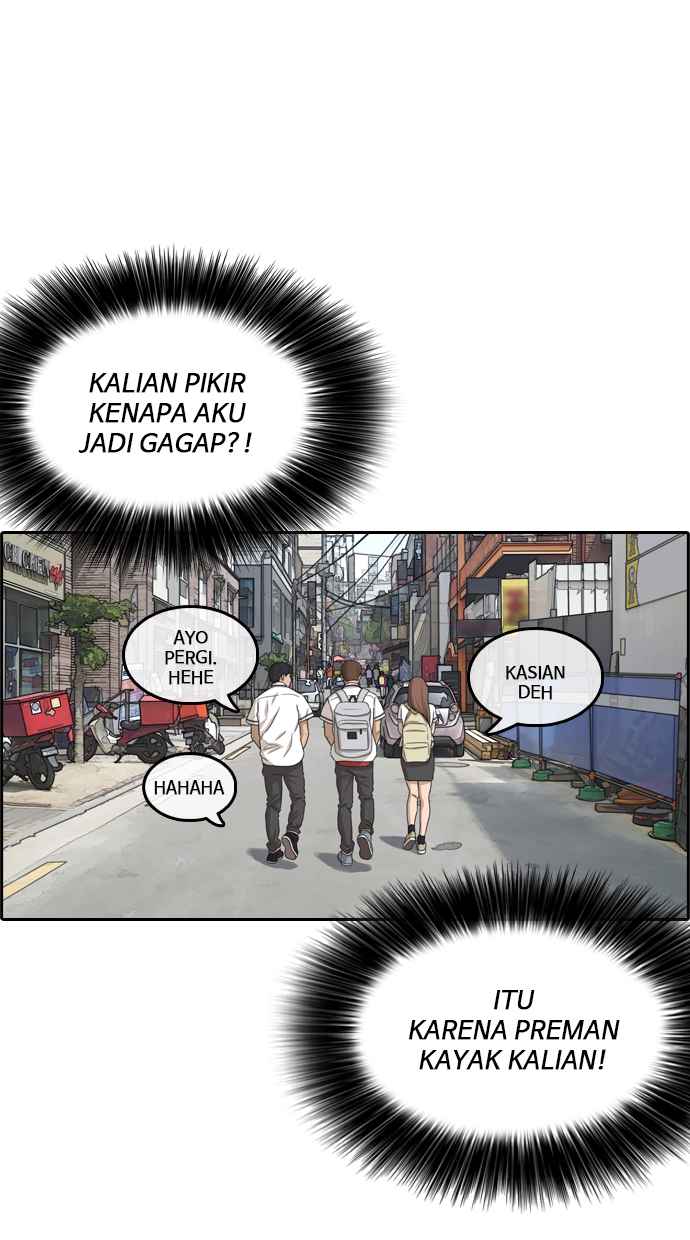 KALIAN PIKIR
KENAPA AKU
JADI GAGAP?!
AYO
PERGI.
HEHE
KASIAN
DEH
HAHAHA
ITU
KARENA PREMAN
KAYAK KALIAN!